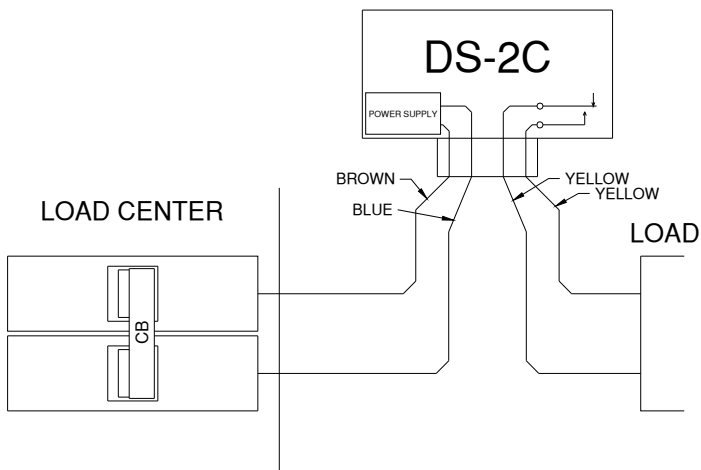 DS-2C
POWER SUPPLY
BROWN
YELLOW
YELLOW
BLUE
LOAD CENTER
LOAD
CB